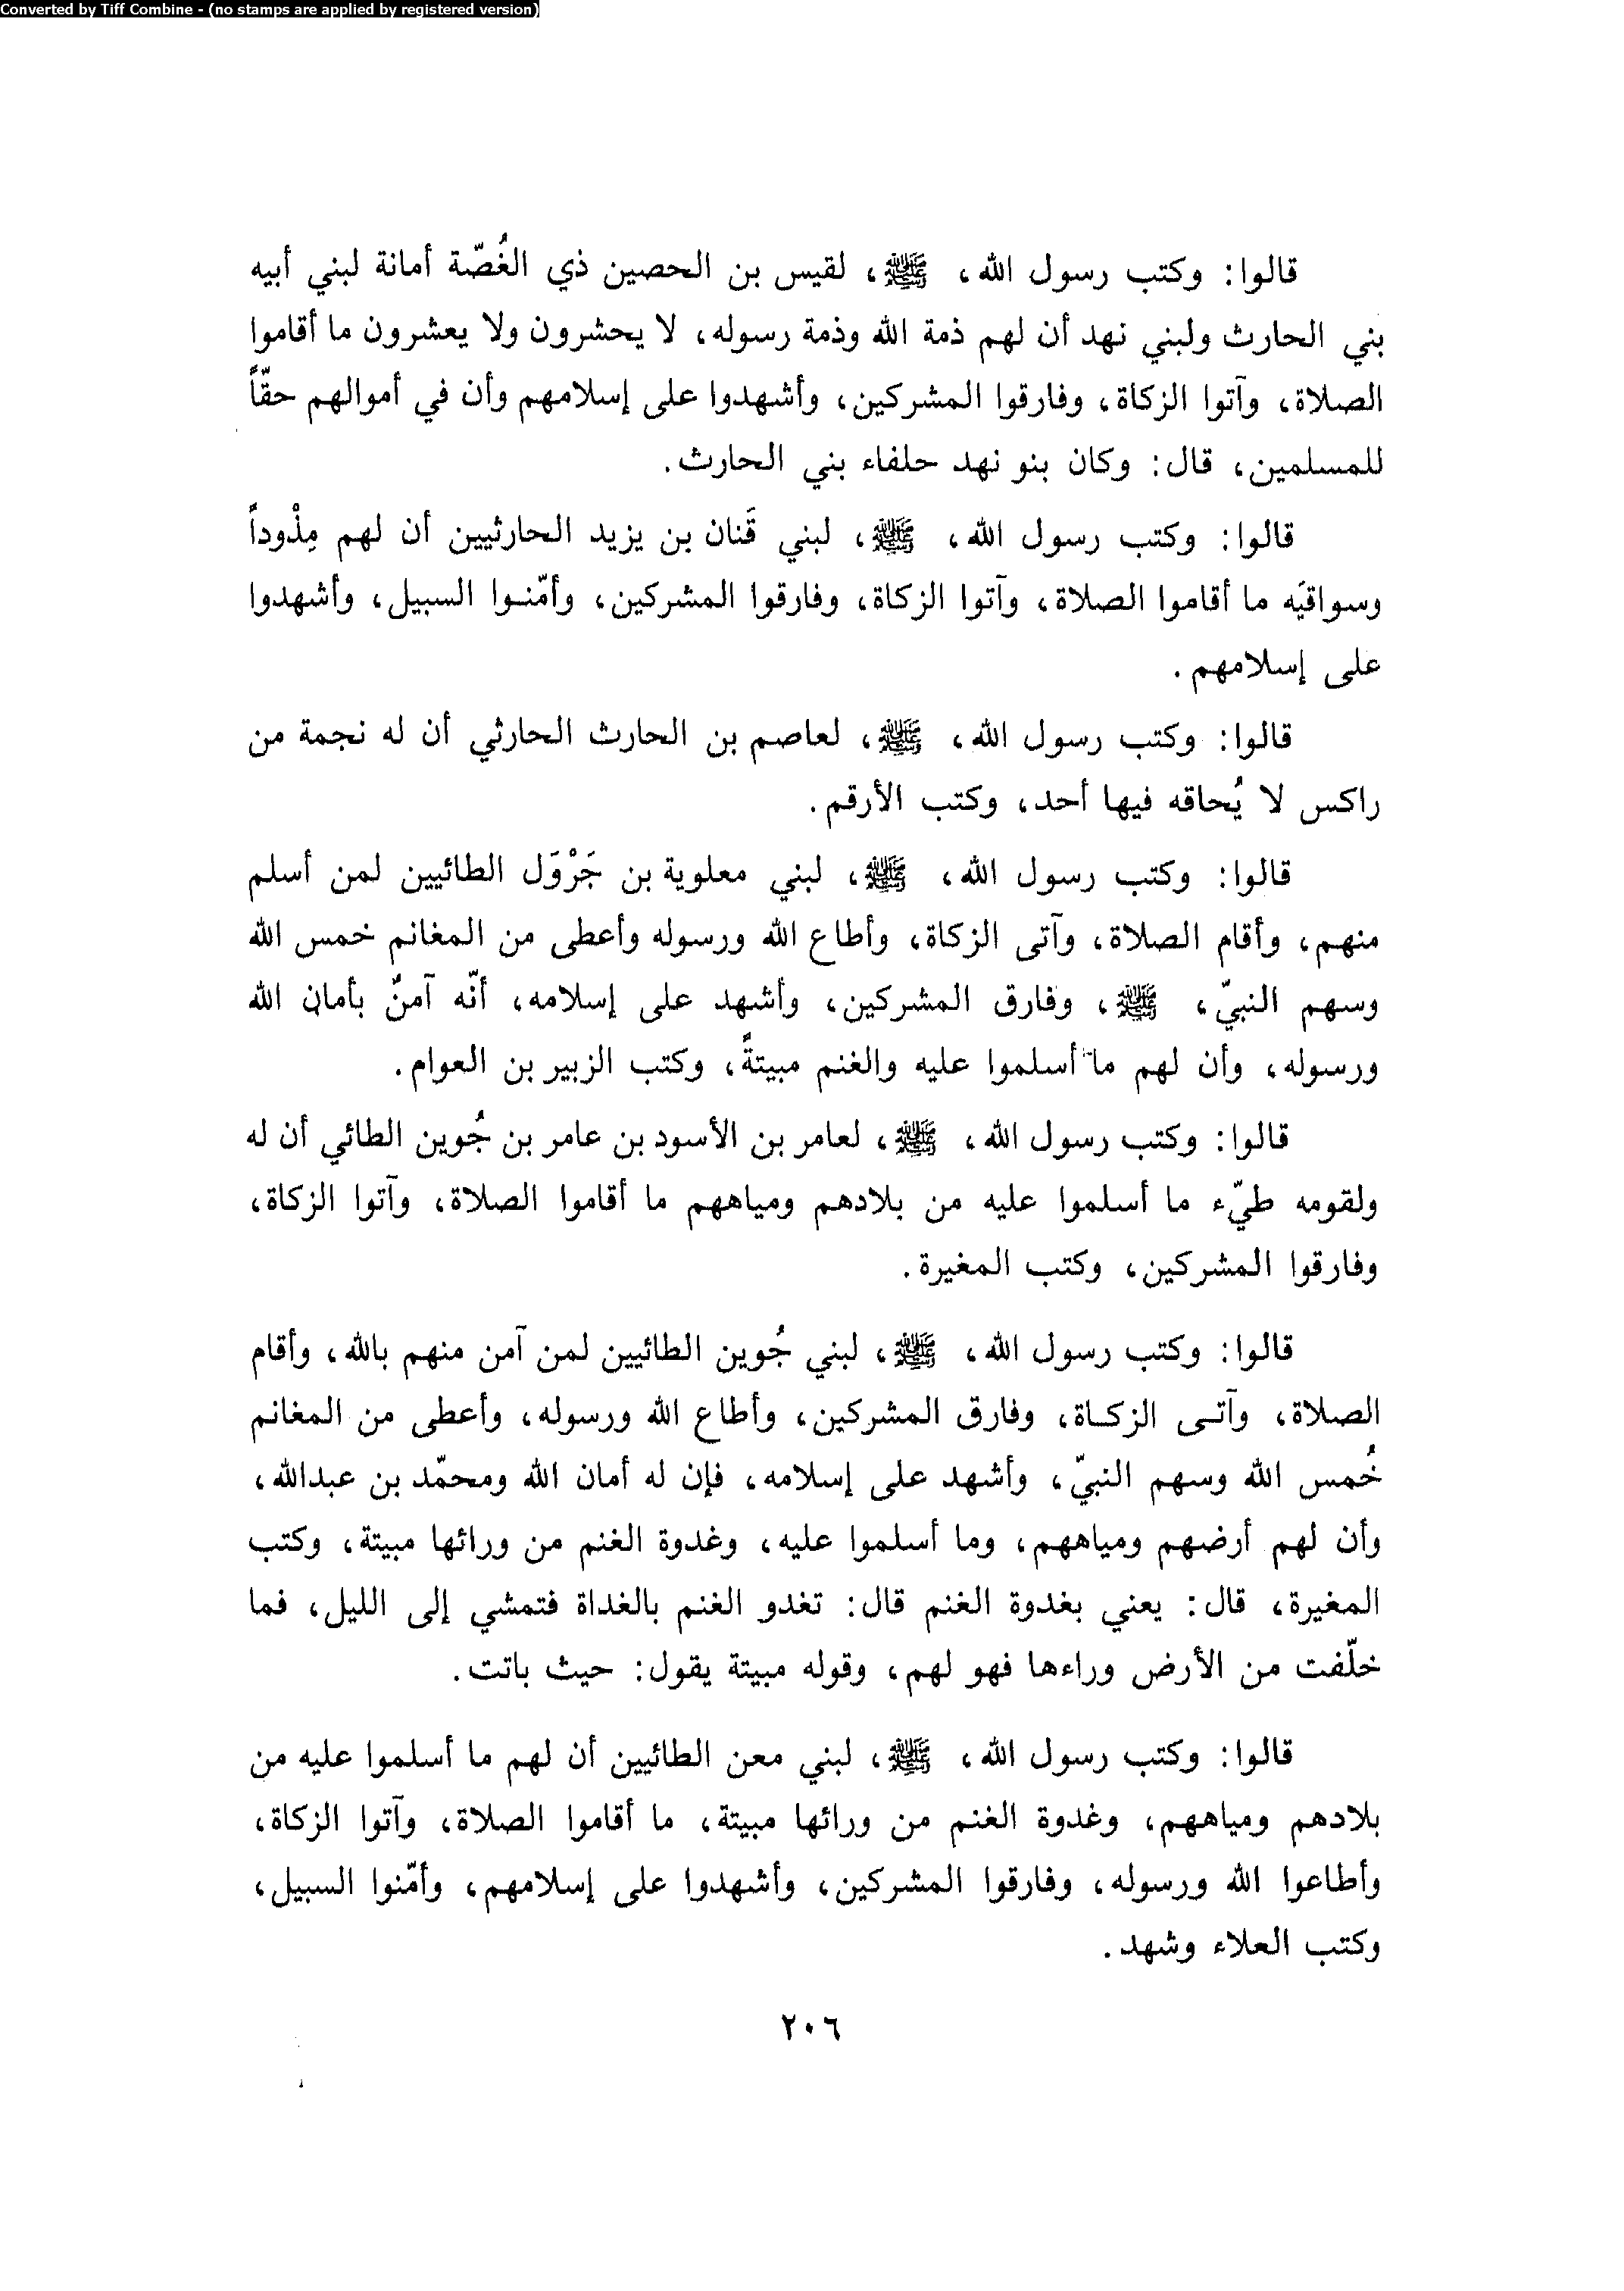 Converted by Tiff Combine - (no stamps are applied by registered version)
قالوا: وكتب رسول الله، ﷺ، لقيس بن الحصين ذي الغُصّة أمانة لبني أبيه
بني الحارث ولبني نهد أن لهم ذمة الله وذمة رسوله، لا يحشرون ولا يعشرون ما أقاموا
الصلاة، وآتوا الزكاة، وفارقوا المشركين، وأشهدوا على إسلامهم وأن في أموالهم حقّاً
للمسلمين، قال: وكان بنو نهد حلفاء بني الحارث.
قالوا: وكتب رسول الله، ﷺ، لبني قَنان بن يزيد الحارثيين أن لهم مِذْوداً
وسواقيَه ما أقاموا الصلاة، وآتوا الزكاة، وفارقوا المشركين، وأمّنوا السبيل، وأشهدوا
على إسلامهم.
قالوا: وكتب رسول الله، ﷺ، لعاصم بن الحارث الحارثي أن له نجمة من
راكس لا يُحاقه فيها أحد، وكتب الأرقم.
قالوا: وكتب رسول الله، ﷺ، لبني معلوية بن جَرْوَل الطائيين لمن أسلم
منهم، وأقام الصلاة، وآتى الزكاة، وأطاع الله ورسوله وأعطى من المغانم خمس الله
وسهم النبيّ، ﷺ، وفارق المشركين، وأشهد على إسلامه، أنّه آمنٌ بأمان الله
ورسوله، وأن لهم ما أسلموا عليه والغنم مبيتةً، وكتب الزبير بن العوام.
قالوا: وكتب رسول الله، ﷺ، لعامر بن الأسود بن عامر بن جُوين الطائي أن له
ولقومه طيّء ما أسلموا عليه من بلادهم ومياههم ما أقاموا الصلاة، وآتوا الزكاة،
وفارقوا المشركين، وكتب المغيرة.
قالوا: وكتب رسول الله، ﷺ، لبني جُوين الطائيين لمن آمن منهم بالله، وأقام
الصلاة، وآتى الزكاة، وفارق المشركين، وأطاع الله ورسوله، وأعطى من المغانم
خُمس الله وسهم النبيّ، وأشهد على إسلامه، فإن له أمان الله ومحمّد بن عبدالله،
وأن لهم أرضهم ومياههم، وما أسلموا عليه، وغدوة الغنم من ورائها مبيتة، وكتب
المغيرة، قال: يعني بغدوة الغنم قال: تغدو الغنم بالغداة فتمشي إلى الليل، فما
خلّفت من الأرض وراءها فهو لهم، وقوله مبيتة يقول: حيث باتت.
قالوا: وكتب رسول الله، ﷺ، لبني معن الطائيين أن لهم ما أسلموا عليه من
بلادهم ومياههم، وغدوة الغنم من ورائها مبيتة، ما أقاموا الصلاة، وآتوا الزكاة،
وأطاعوا الله ورسوله، وفارقوا المشركين، وأشهدوا على إسلامهم، وأمّنوا السبيل،
وكتب العلاء وشهد.
٢٠٦